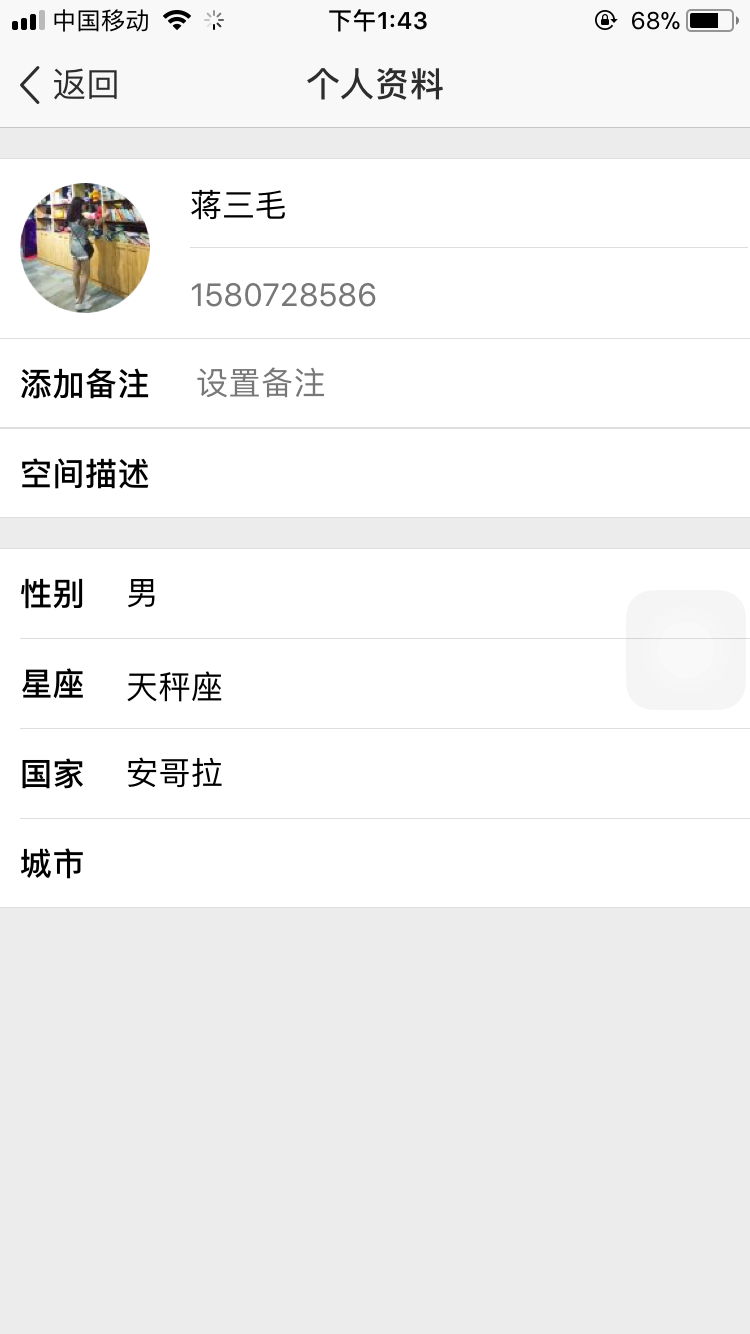 中国移动 下午1:43 68%
返回 个人资料
蒋三毛
1580728586
添加备注 设置备注
空间描述
性别 男
星座 天秤座
国家 安哥拉
城市